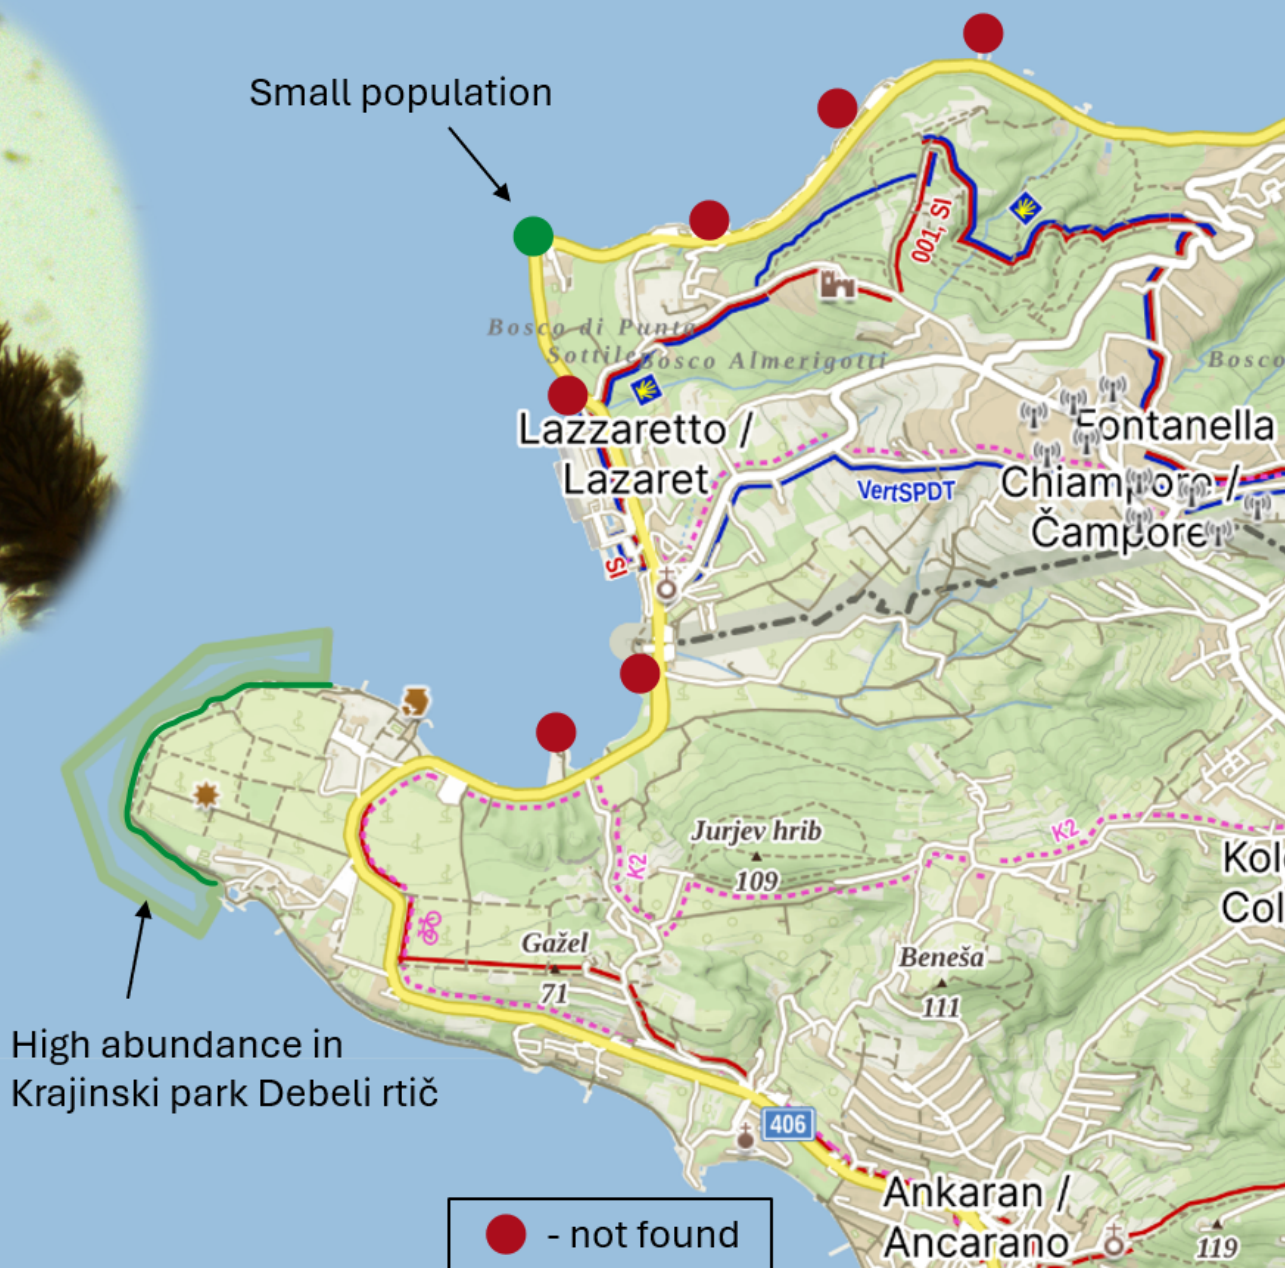 Small population
001, SI
Bosco di Punta
Sottile
Bosco Almerigotti
Bosco
Lazzaretto /
Lazaret
Fontanella
VertSPDT
Chiampore /
Čampore
SI
Jurjev hrib
109
K2
K2
Gažel
71
Beneša
111
High abundance in
Krajinski park Debeli rtič
406
Ankaran /
Ancarano
119
- not found